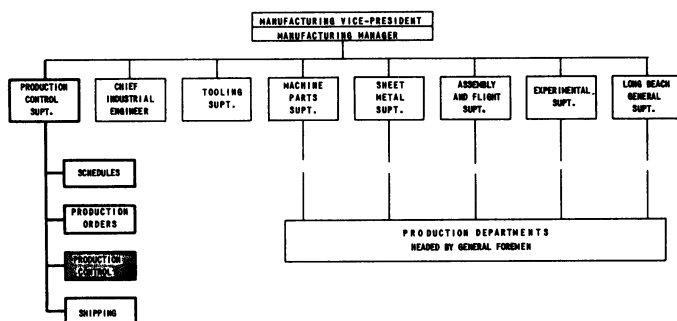 MANUFACTURING VICE-PRESIDENT
MANUFACTURING MANAGER
PRODUCTION
CONTROL
SUPT.
CHIEF
INDUSTRIAL
ENGINEER
TOOLING
SUPT.
MACHINE
PARTS
SUPT.
SHEET
METAL
SUPT.
ASSEMBLY
AND FLIGHT
SUPT.
EXPERIMENTAL
SUPT.
LONG BEACH
GENERAL
SUPT.
SCHEDULES
PRODUCTION
ORDERS
PRODUCTION
CONTROL
SHIPPING
PRODUCTION DEPARTMENTS
HEADED BY GENERAL FOREMEN